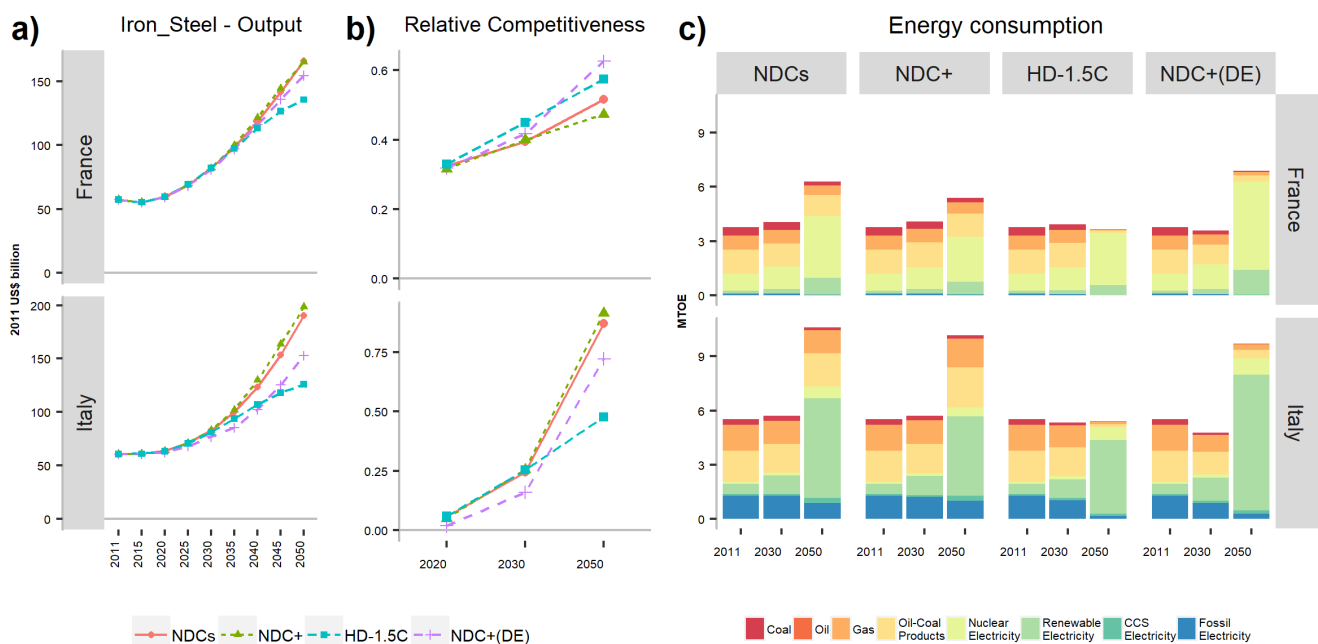 a)
Iron_Steel - Output
2011 US$ billion
France
150
100
50
0
Italy
200
150
100
50
0
2011
2015
2020
2025
2030
2035
2040
2045
2050
b)
Relative Competitiveness
0.6
0.4
0.2
0.0
0.75
0.50
0.25
0.00
2020 2030 2050
NDCs NDC+ HD-1.5C NDC+(DE)
c)
Energy consumption
NDCs NDC+ HD-1.5C NDC+(DE)
MTOE
9
6
3
0
France
9
6
3
0
Italy
2011 2030 2050 2011 2030 2050 2011 2030 2050 2011 2030 2050
Coal Oil Gas Oil-Coal Products Nuclear Electricity Renewable Electricity CCS Electricity Fossil Electricity